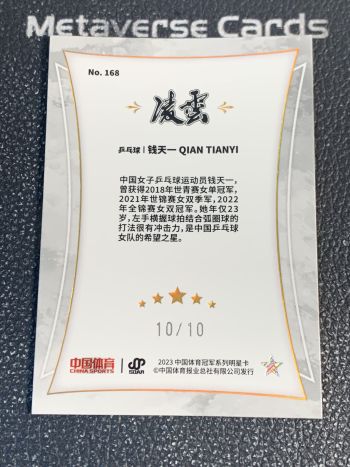 Metaverse Cards
No. 168
凌雲
乒乓球 | 钱天一 QIAN TIANYI
中国女子乒乓球运动员钱天一，
曾获得2018年世青赛女单冠军，
2021年世锦赛女双季军，2022
年全锦赛女双冠军。她年仅23
岁，左手横握球拍结合弧圈球的
打法很有冲击力，是中国乒乓球
女队的希望之星。
10/10
中国体育
CHINA SPORTS
2023 中国体育冠军系列明星卡
©中国体育报业总社有限公司发行